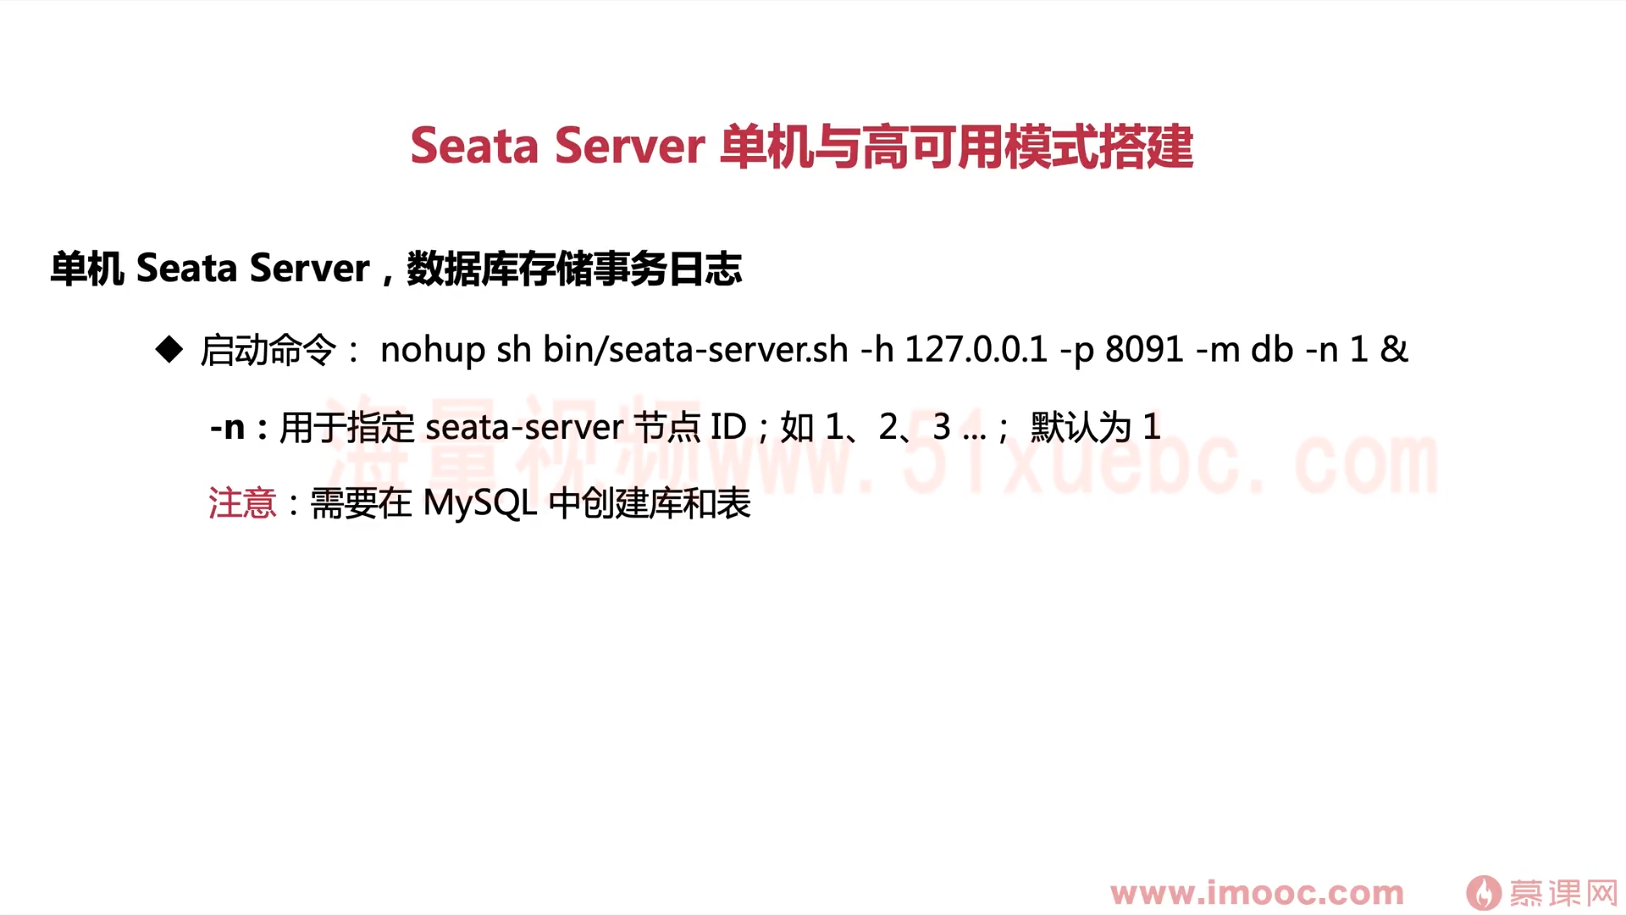 Seata Server 单机与高可用模式搭建
单机 Seata Server，数据库存储事务日志
◆ 启动命令： nohup sh bin/seata-server.sh -h 127.0.0.1 -p 8091 -m db -n 1 &
-n：用于指定 seata-server 节点 ID；如 1、2、3 ...； 默认为 1
海量视频www.51xuebc.com
注意：需要在 MySQL 中创建库和表
www.imooc.com 慕课网